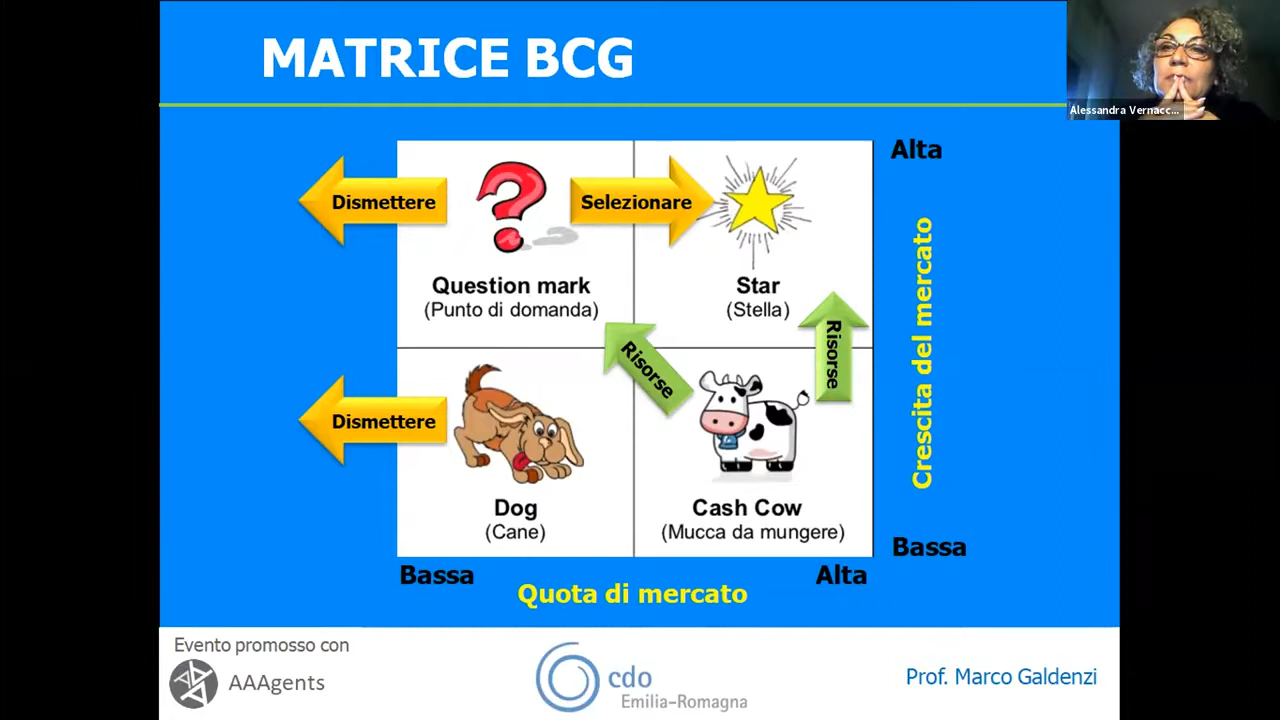 MATRICE BCG
Alessandra Vernacc...
Alta
Dismettere
Selezionare
Question mark
(Punto di domanda)
Star
(Stella)
Risorse
Risorse
Crescita del mercato
Dismettere
Dog
(Cane)
Cash Cow
(Mucca da mungere)
Bassa
Bassa
Alta
Quota di mercato
Evento promosso con
AAAgents
cdo
Emilia-Romagna
Prof. Marco Galdenzi